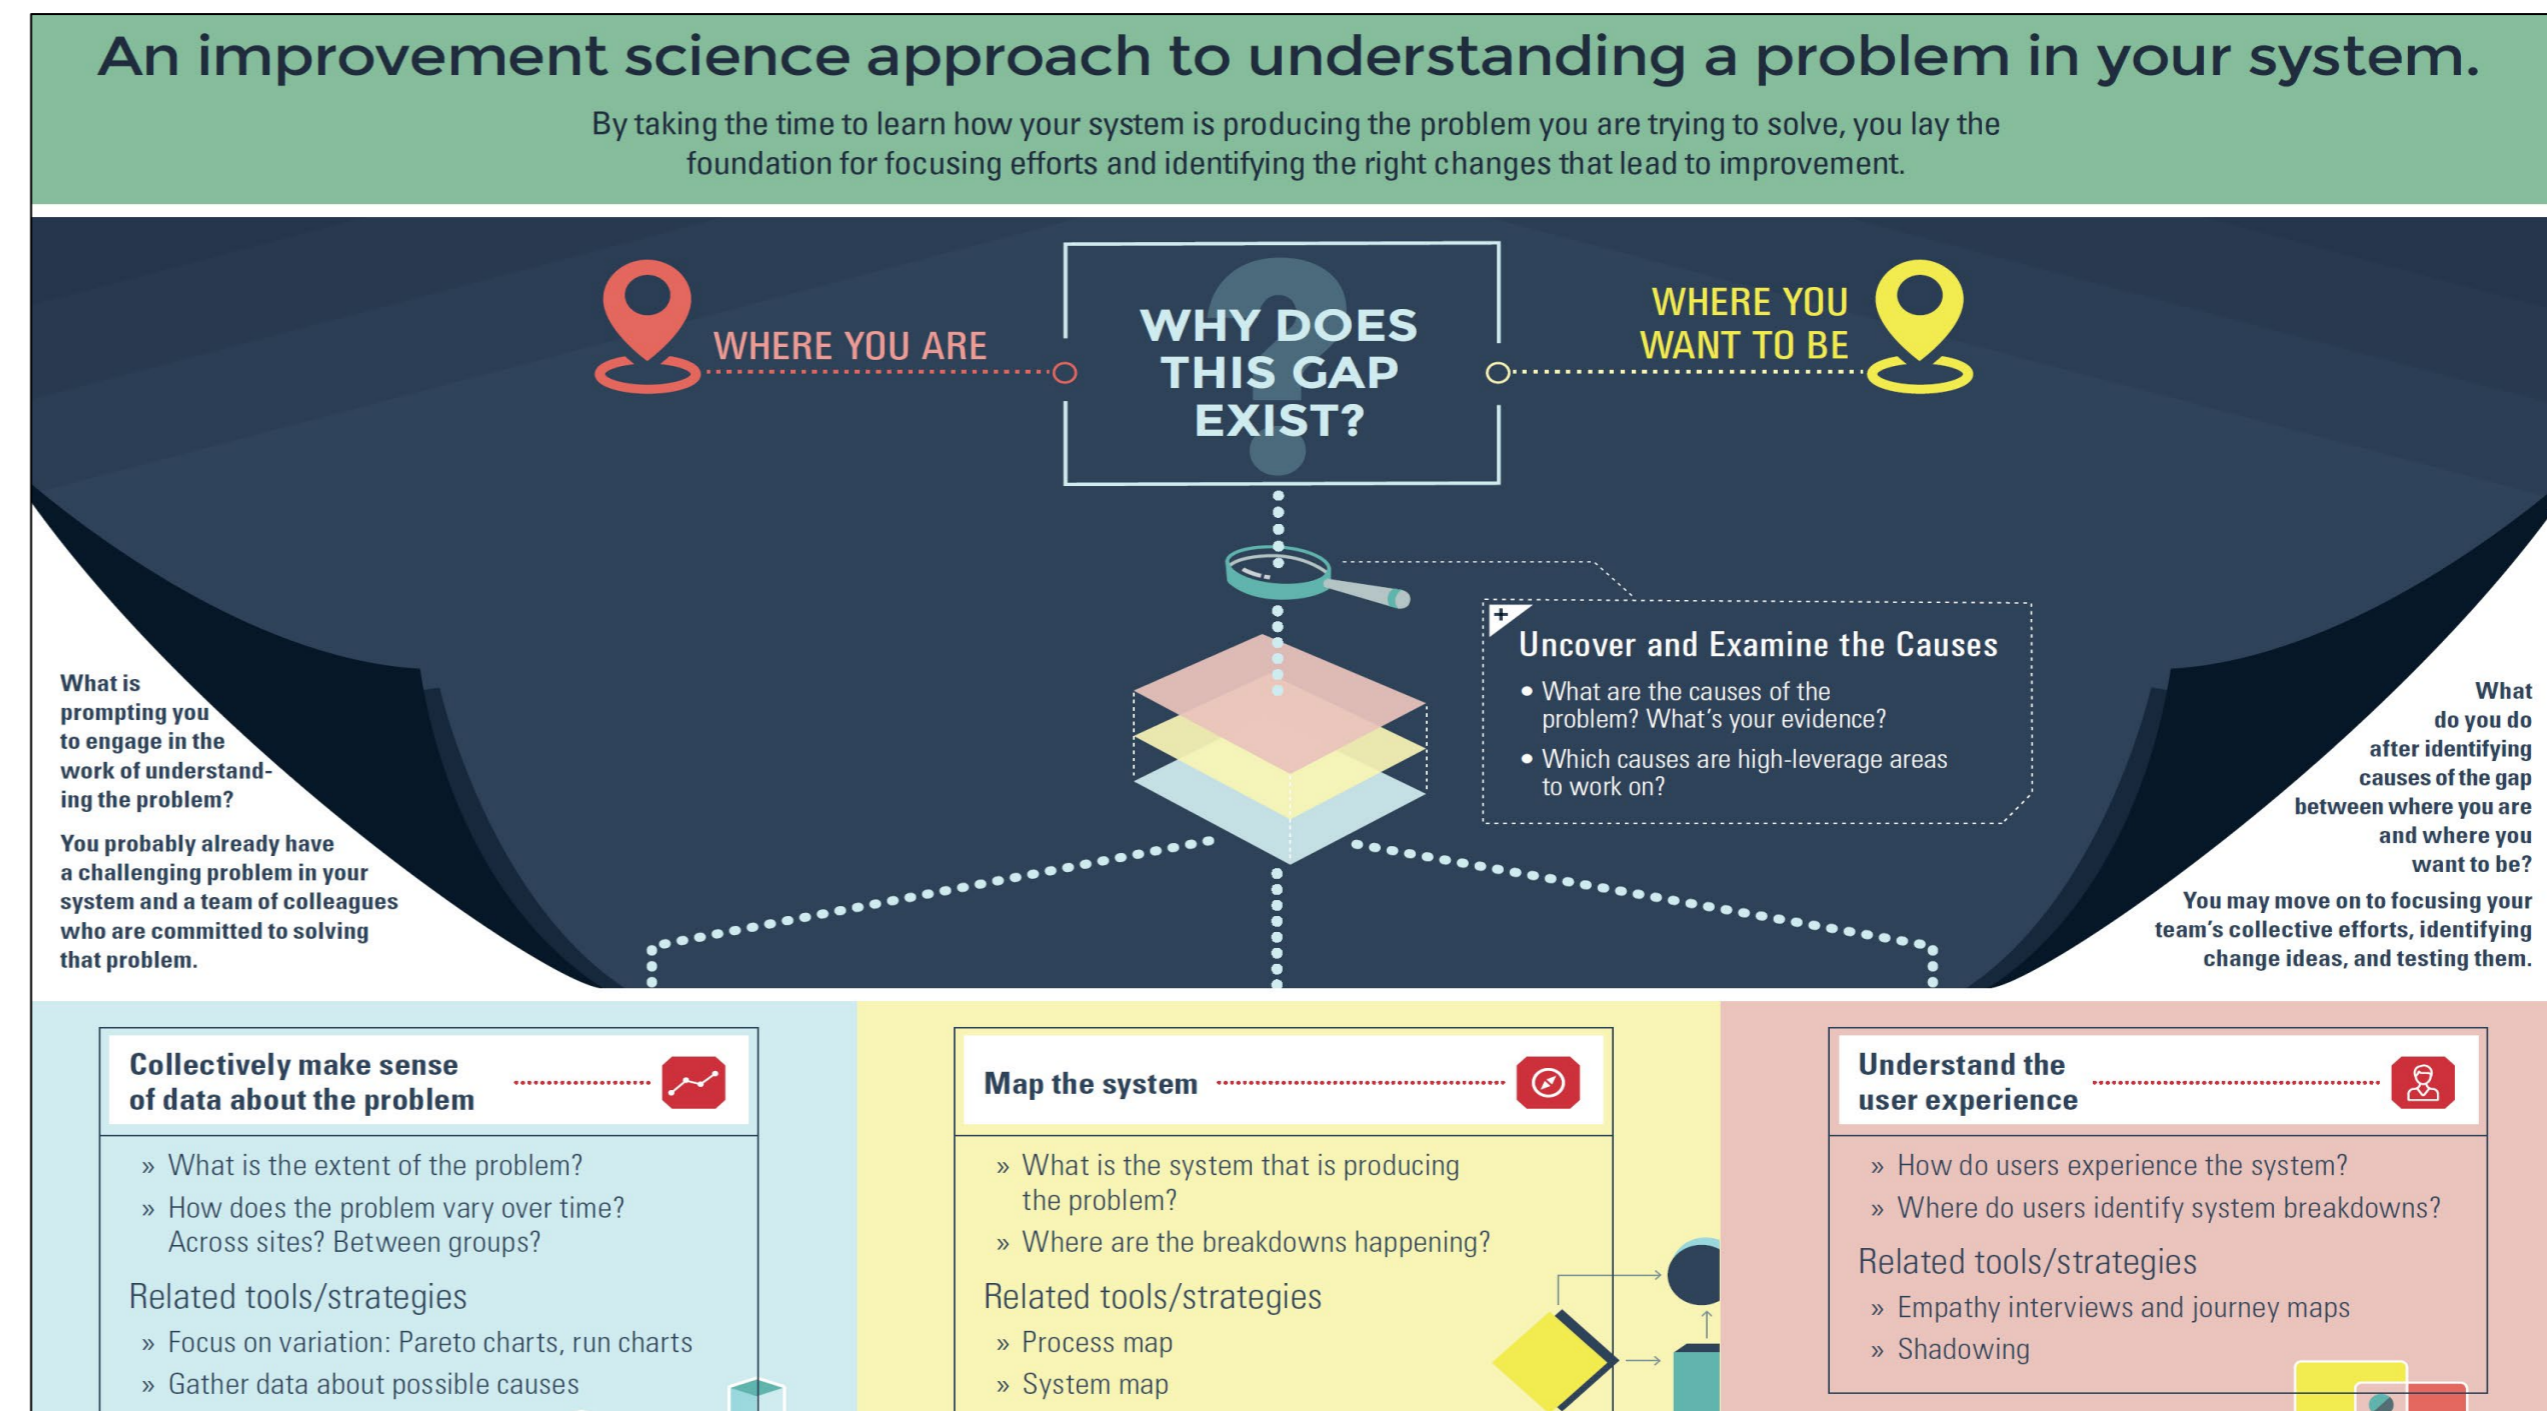 An improvement science approach to understanding a problem in your system.
By taking the time to learn how your system is producing the problem you are trying to solve, you lay the
foundation for focusing efforts and identifying the right changes that lead to improvement.
WHERE YOU ARE
?
WHY DOES
THIS GAP
EXIST?
WHERE YOU
WANT TO BE
+
Uncover and Examine the Causes
• What are the causes of the
problem? What's your evidence?
• Which causes are high-leverage areas
to work on?
What is
prompting you
to engage in the
work of understand-
ing the problem?
You probably already have
a challenging problem in your
system and a team of colleagues
who are committed to solving
that problem.
What
do you do
after identifying
causes of the gap
between where you are
and where you
want to be?
You may move on to focusing your
team's collective efforts, identifying
change ideas, and testing them.
Collectively make sense
of data about the problem
» What is the extent of the problem?
» How does the problem vary over time?
Across sites? Between groups?
Related tools/strategies
» Focus on variation: Pareto charts, run charts
» Gather data about possible causes
Map the system
» What is the system that is producing
the problem?
» Where are the breakdowns happening?
Related tools/strategies
» Process map
» System map
Understand the
user experience
» How do users experience the system?
» Where do users identify system breakdowns?
Related tools/strategies
» Empathy interviews and journey maps
» Shadowing